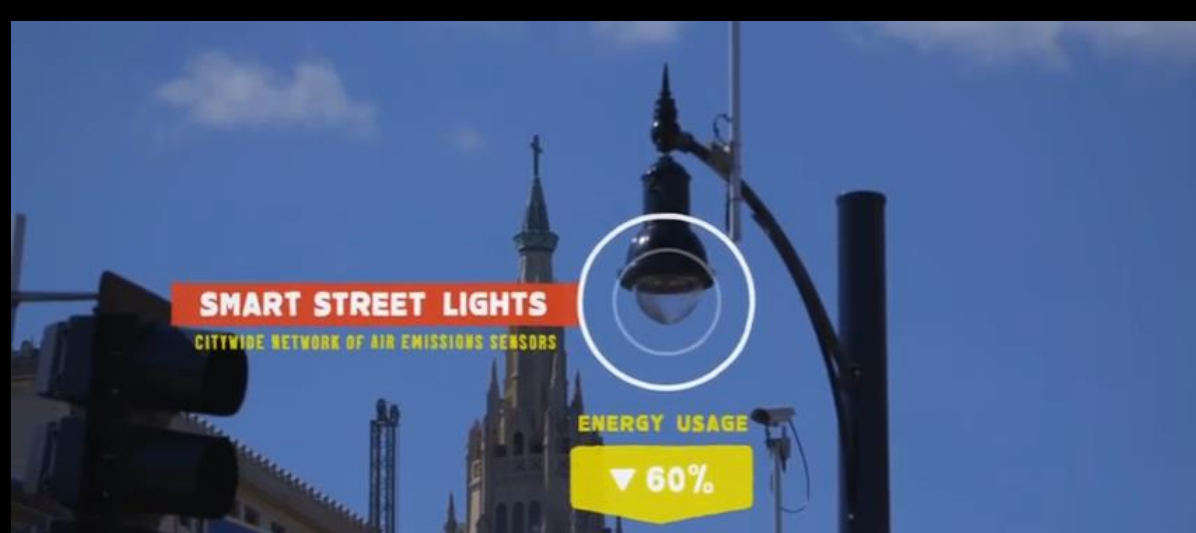 SMART STREET LIGHTS
CITYWIDE NETWORK OF AIR EMISSIONS SENSORS
ENERGY USAGE
▼ 60%